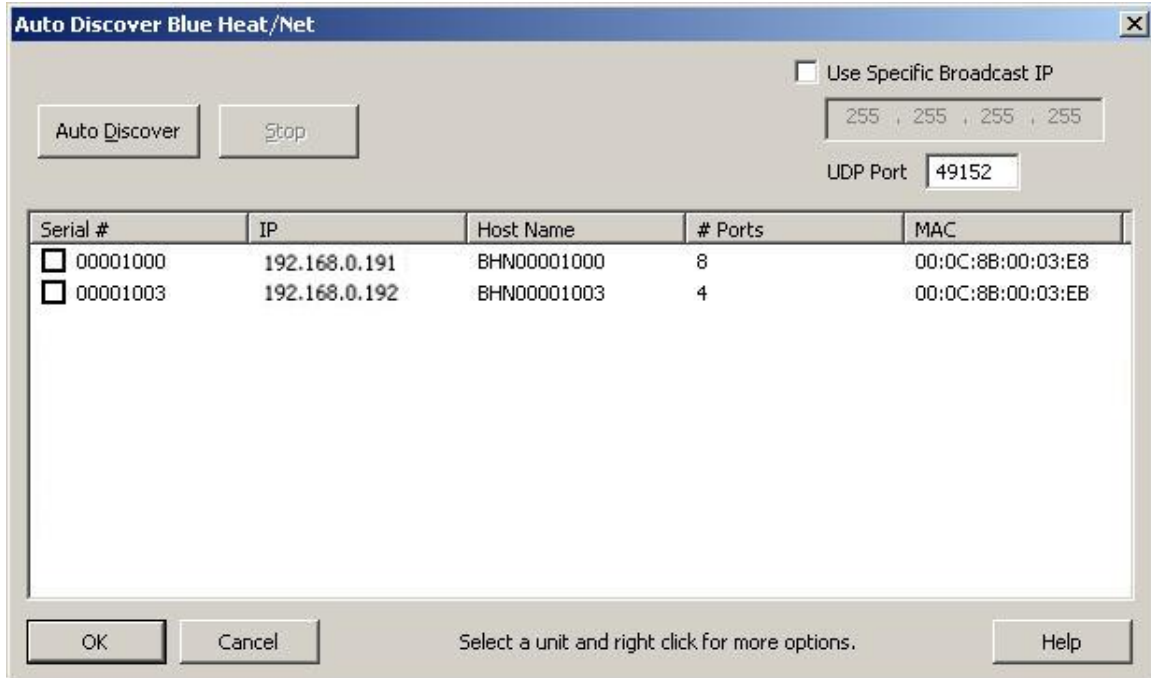 Auto Discover Blue Heat/Net
Use Specific Broadcast IP
Auto Discover Stop 255 . 255 . 255 . 255
UDP Port 49152
Serial # IP Host Name # Ports MAC
00001000 192.168.0.191 BHN00001000 8 00:0C:8B:00:03:E8
00001003 192.168.0.192 BHN00001003 4 00:0C:8B:00:03:EB
OK Cancel Select a unit and right click for more options. Help